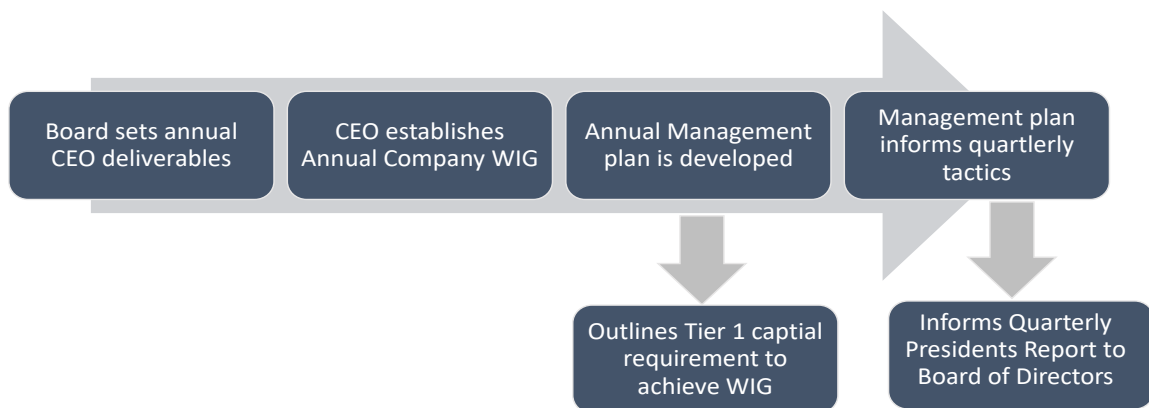 Board sets annual
CEO deliverables
CEO establishes
Annual Company WIG
Annual Management
plan is developed
Management plan
informs quartlerly
tactics
Outlines Tier 1 captial
requirement to
achieve WIG
Informs Quarterly
Presidents Report to
Board of Directors